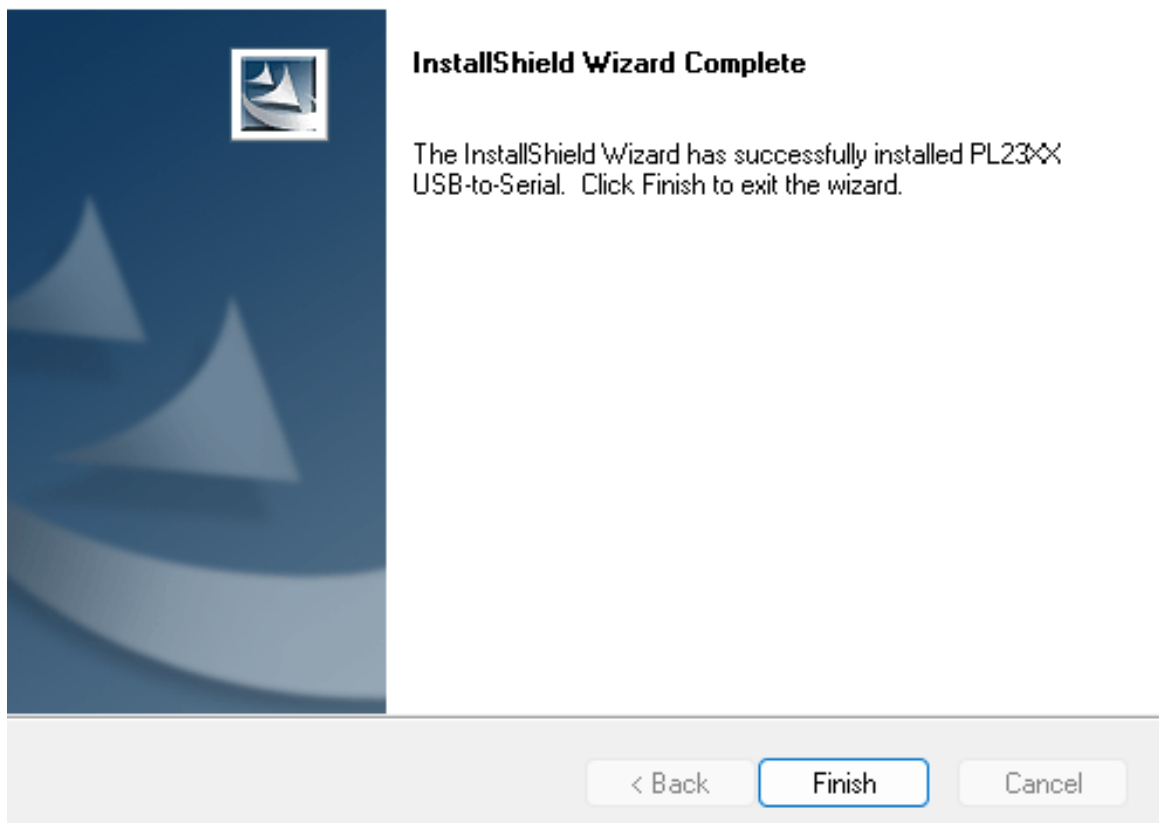 InstallShield Wizard Complete
The InstallShield Wizard has successfully installed PL23XX
USB-to-Serial.  Click Finish to exit the wizard.
< Back
Finish
Cancel